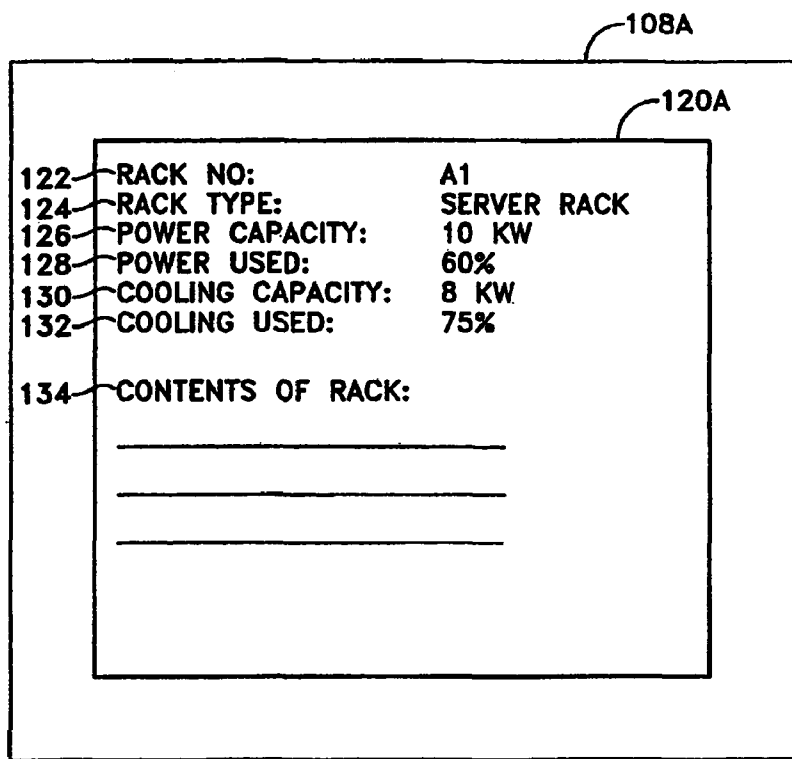 108A
120A
122 RACK NO: A1
124 RACK TYPE: SERVER RACK
126 POWER CAPACITY: 10 KW
128 POWER USED: 60%
130 COOLING CAPACITY: 8 KW
132 COOLING USED: 75%
134 CONTENTS OF RACK: